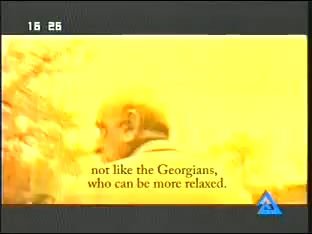 16 26
not like the Georgians,
who can be more relaxed.